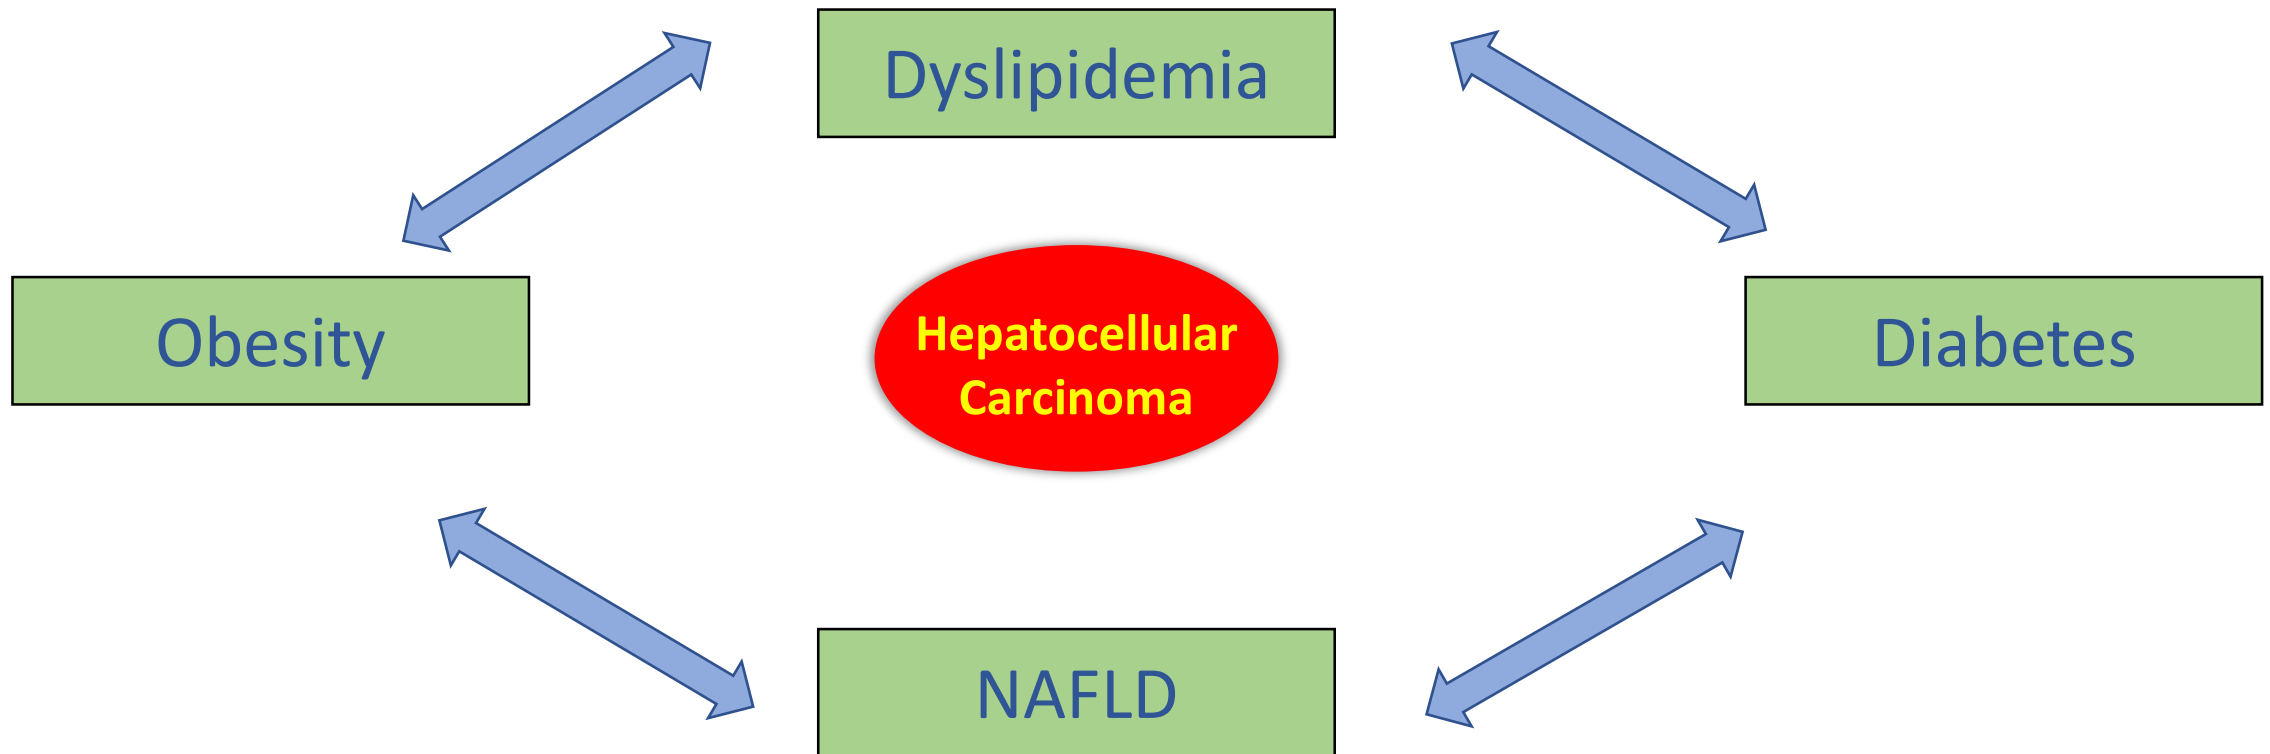 Dyslipidemia
Obesity
Hepatocellular
Carcinoma
Diabetes
NAFLD